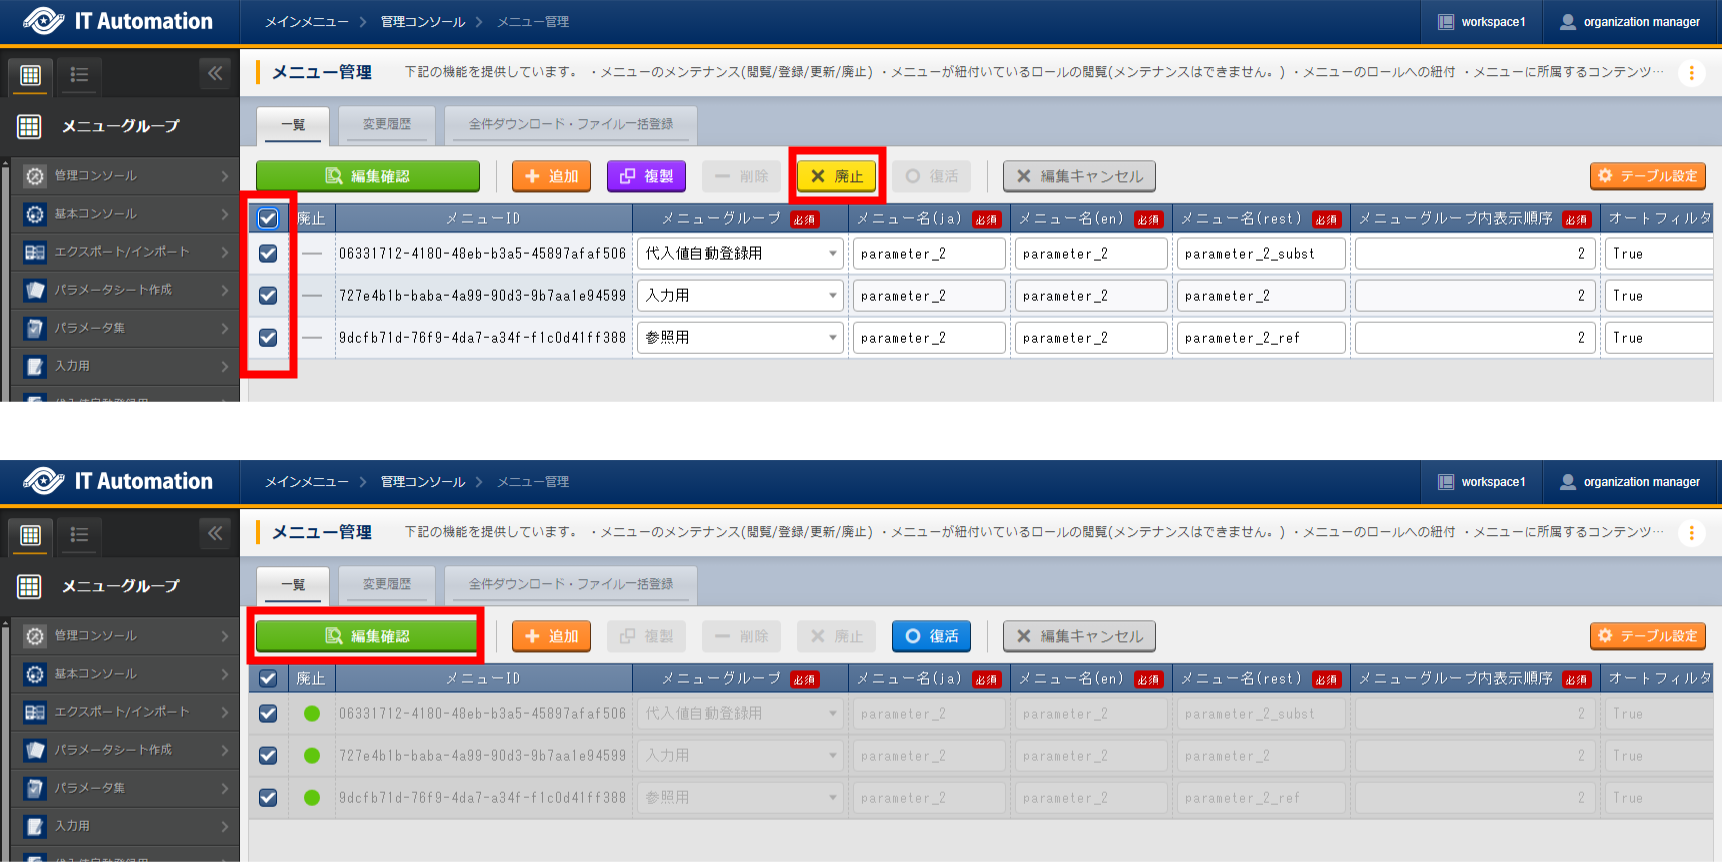 IT Automation メインメニュー 管理コンソール メニュー管理 workspace1 organization manager
メニュー管理 下記の機能を提供しています。 ・メニューのメンテナンス(閲覧/登録/更新/廃止) ・メニューが紐付いているロールの閲覧(メンテナンスはできません。) ・メニューのロールへの紐付 ・メニューに所属するコンテンツ…
メニューグループ
管理コンソール
基本コンソール
エクスポート/インポート
パラメータシート作成
パラメータ集
入力用
代入値自動登録用
一覧 変更履歴 全件ダウンロード・ファイル一括登録
編集確認 追加 複製 削除 廃止 復活 編集キャンセル テーブル設定
廃止 メニューID メニューグループ 必須 メニュー名(ja) 必須 メニュー名(en) 必須 メニュー名(rest) 必須 メニューグループ内表示順序 必須 オートフィルタ
06331712-4180-48eb-b3a5-45897afaf506 代入値自動登録用 parameter_2 parameter_2 parameter_2_subst 2 True
727e4b1b-baba-4a99-90d3-9b7aa1e94599 入力用 parameter_2 parameter_2 parameter_2 2 True
9dcfb71d-76f9-4da7-a34f-f1c0d41ff388 参照用 parameter_2 parameter_2 parameter_2_ref 2 True
IT Automation メインメニュー 管理コンソール メニュー管理 workspace1 organization manager
メニュー管理 下記の機能を提供しています。 ・メニューのメンテナンス(閲覧/登録/更新/廃止) ・メニューが紐付いているロールの閲覧(メンテナンスはできません。) ・メニューのロールへの紐付 ・メニューに所属するコンテンツ…
メニューグループ
管理コンソール
基本コンソール
エクスポート/インポート
パラメータシート作成
パラメータ集
入力用
代入値自動登録用
一覧 変更履歴 全件ダウンロード・ファイル一括登録
編集確認 追加 複製 削除 廃止 復活 編集キャンセル テーブル設定
廃止 メニューID メニューグループ 必須 メニュー名(ja) 必須 メニュー名(en) 必須 メニュー名(rest) 必須 メニューグループ内表示順序 必須 オートフィルタ
06331712-4180-48eb-b3a5-45897afaf506 代入値自動登録用 parameter_2 parameter_2 parameter_2_subst 2 True
727e4b1b-baba-4a99-90d3-9b7aa1e94599 入力用 parameter_2 parameter_2 parameter_2 2 True
9dcfb71d-76f9-4da7-a34f-f1c0d41ff388 参照用 parameter_2 parameter_2 parameter_2_ref 2 True